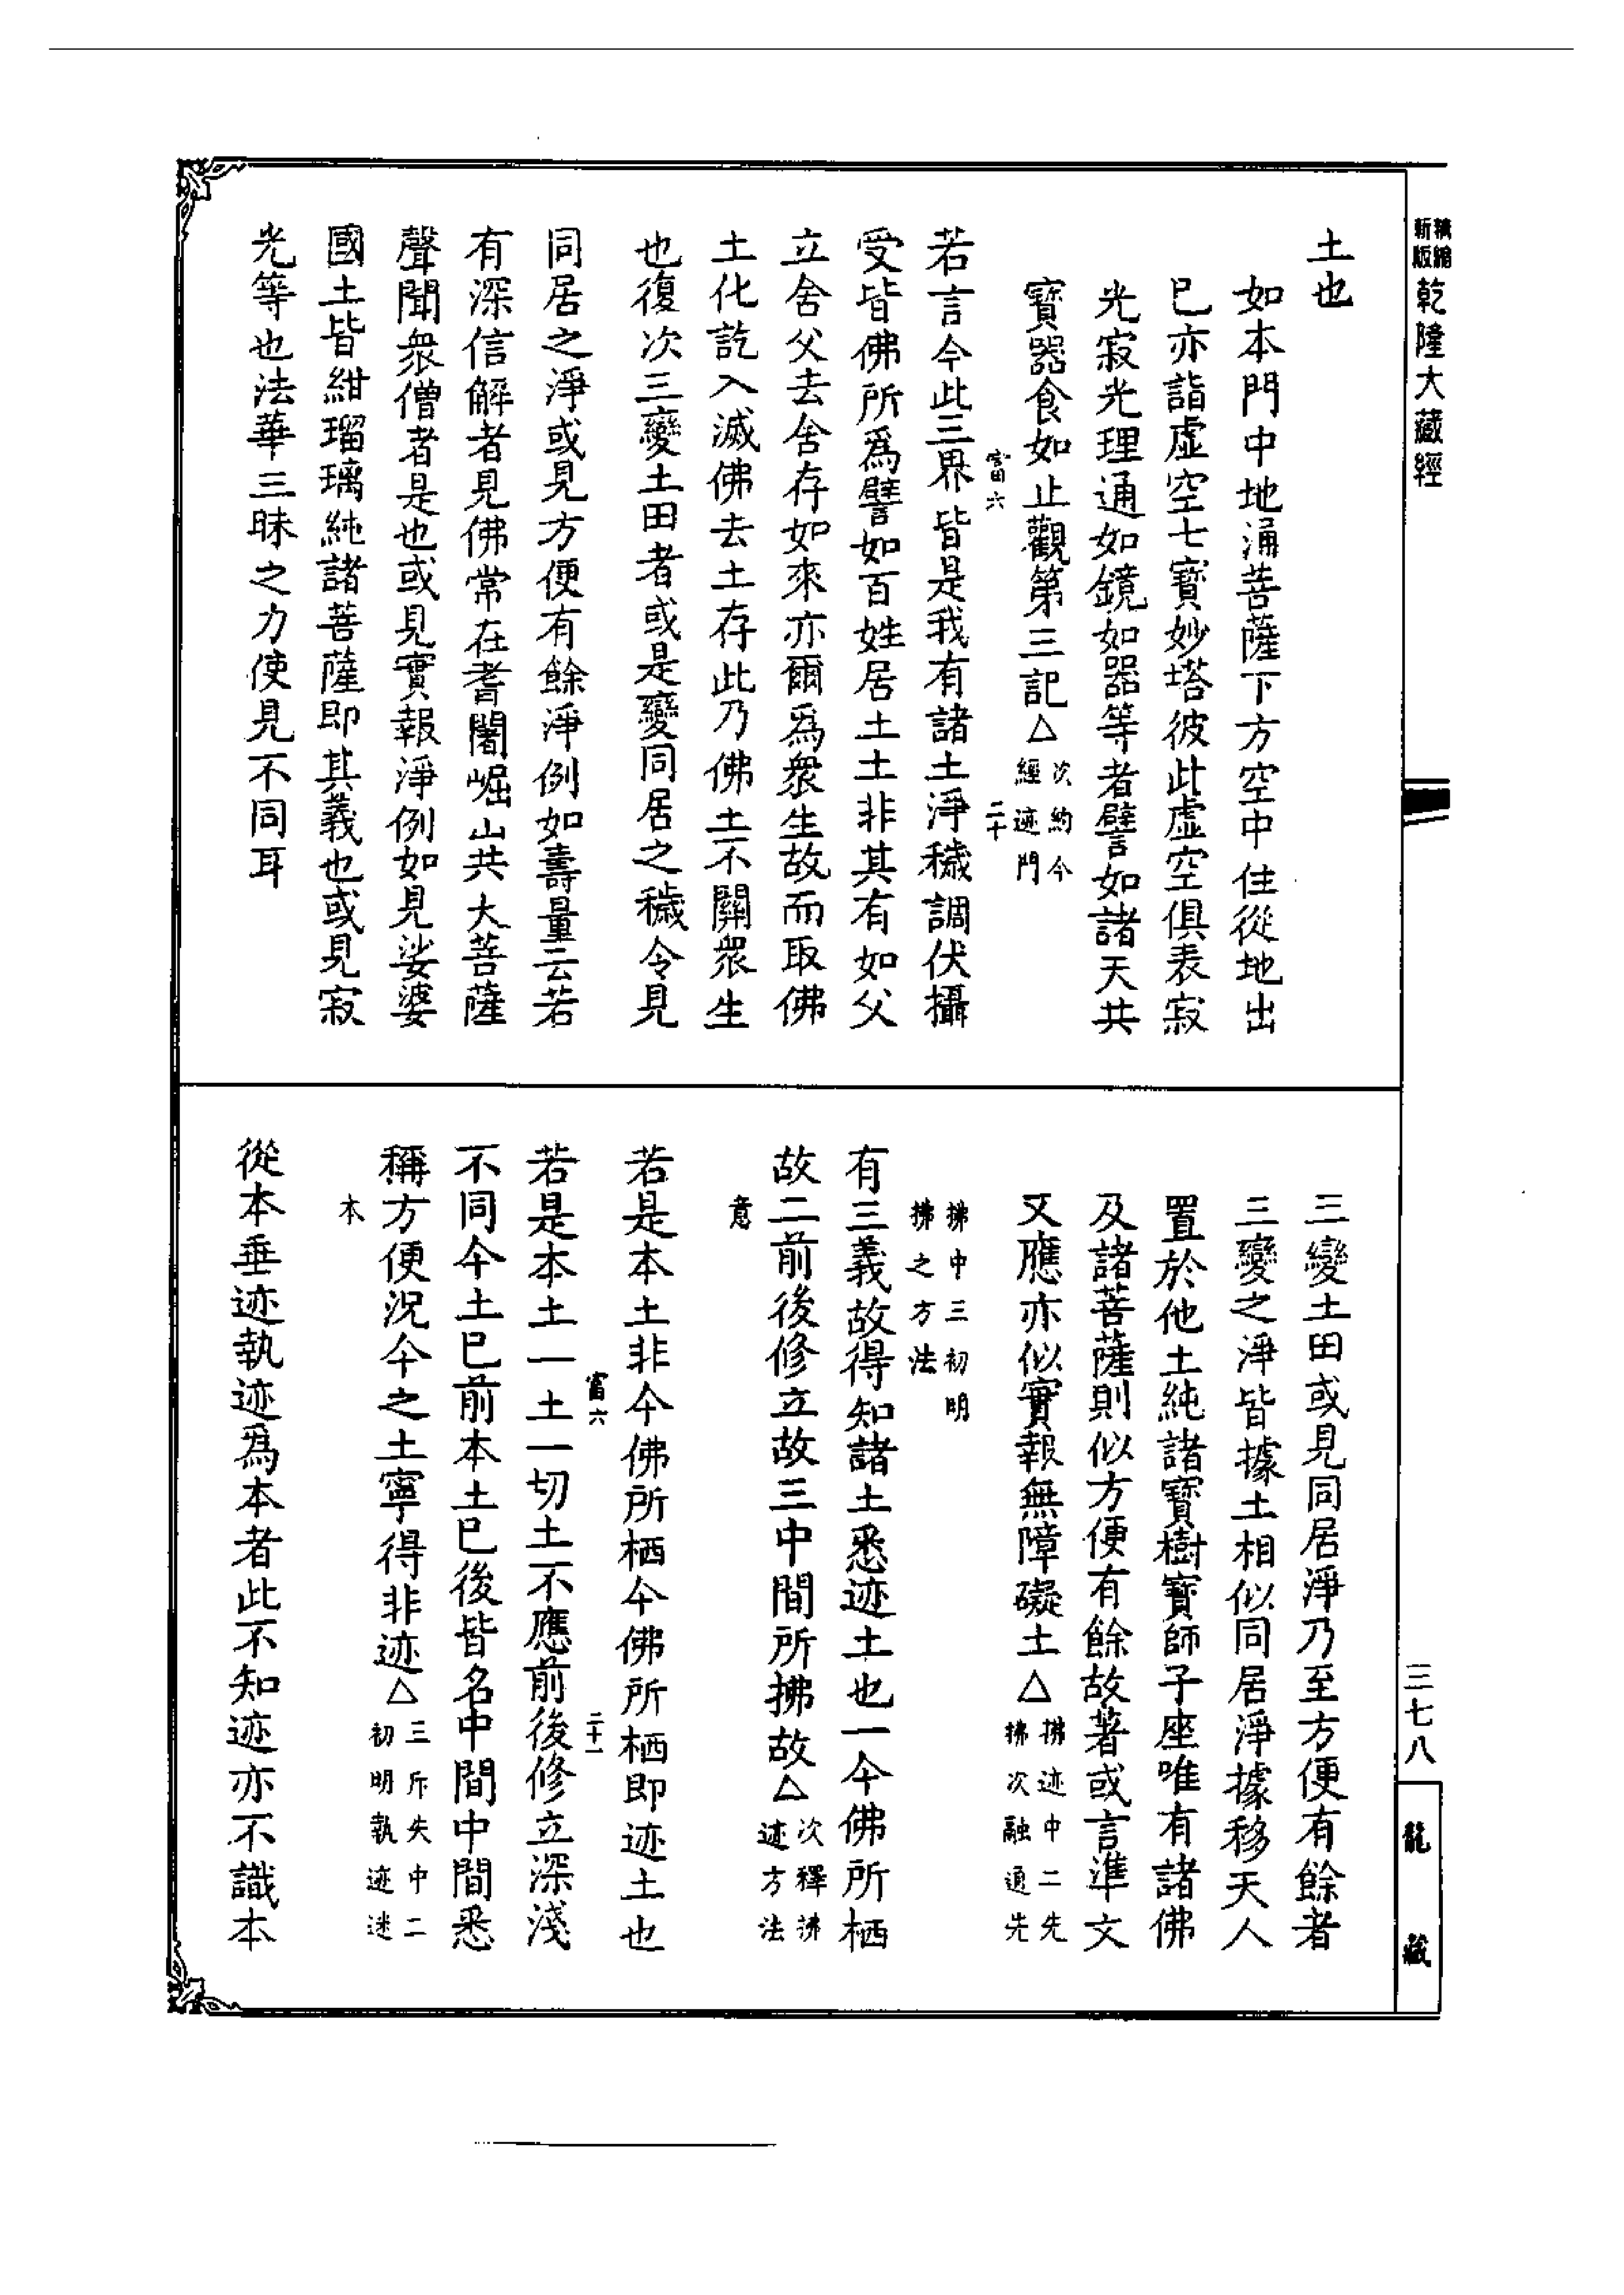 精縮新版乾隆大藏經
土也
如本門中地涌菩薩下方空中住從地出
巳亦詣虛空七寶妙塔彼此虛空俱表寂
光寂光理通如鏡如器等者譬如諸天共
寶器食如止觀第三記△次約今經迹門
富六
二十
若言今此三界皆是我有諸土淨穢調伏攝
受皆佛所爲譬如百姓居土土非其有如父
立舍父去舍存如來亦爾爲衆生故而取佛
土化訖入滅佛去土存此乃佛土不關衆生
也復次三變土田者或是變同居之穢令見
同居之淨或見方便有餘淨例如壽量云若
有深信解者見佛常在耆闍崛山共大菩薩
聲聞衆僧者是也或見實報淨例如見娑婆
國土皆紺瑠璃純諸菩薩即其義也或見寂
光等也法華三昧之力使見不同耳
三變土田或見同居淨乃至方便有餘者
三變之淨皆據土相似同居淨據移天人
置於他土純諸寶樹寶師子座唯有諸佛
及諸菩薩則似方便有餘故著或言準文
又應亦似實報無障礙土△拂迹中二先拂次融通先
拂中三初明拂之方法
有三義故得知諸土悉迹土也一今佛所栖
故二前後修立故三中間所拂故△次釋拂迹方法
意
若是本土非今佛所栖今佛所栖即迹土也
富六
二十一
若是本土一土一切土不應前後修立深淺
不同今土巳前本土巳後皆名中間中間悉
稱方便況今之土寧得非迹△三斥失中二初明執迹迷
本
從本垂迹執迹爲本者此不知迹亦不識本
三七八
龍藏